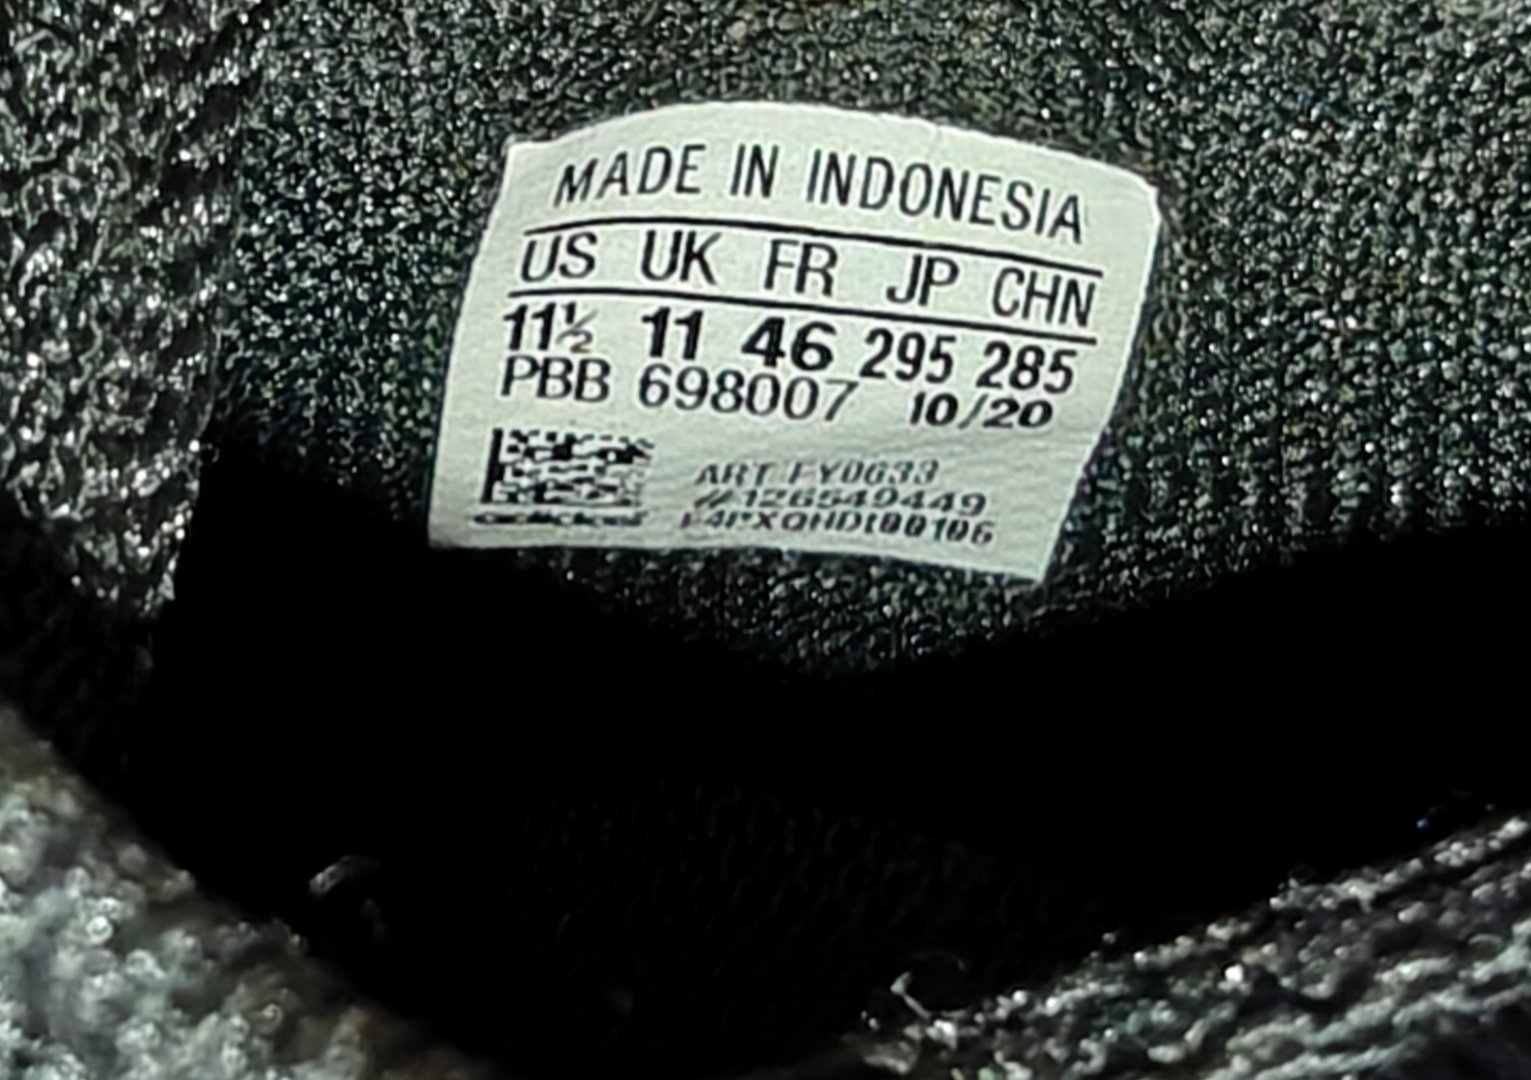 MADE IN INDONESIA
US UK FR JP CHN
11½ 11 46 295 285
PBB 698007 10/20
ART FY0633
#126549449
adidas